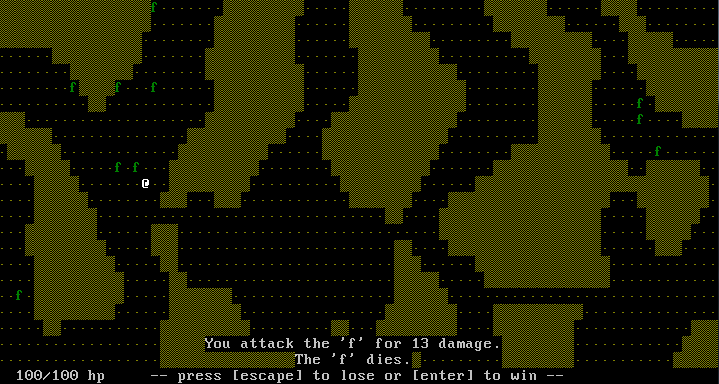 You attack the 'f' for 13 damage.
The 'f' dies.
100/100 hp -- press [escape] to lose or [enter] to win --